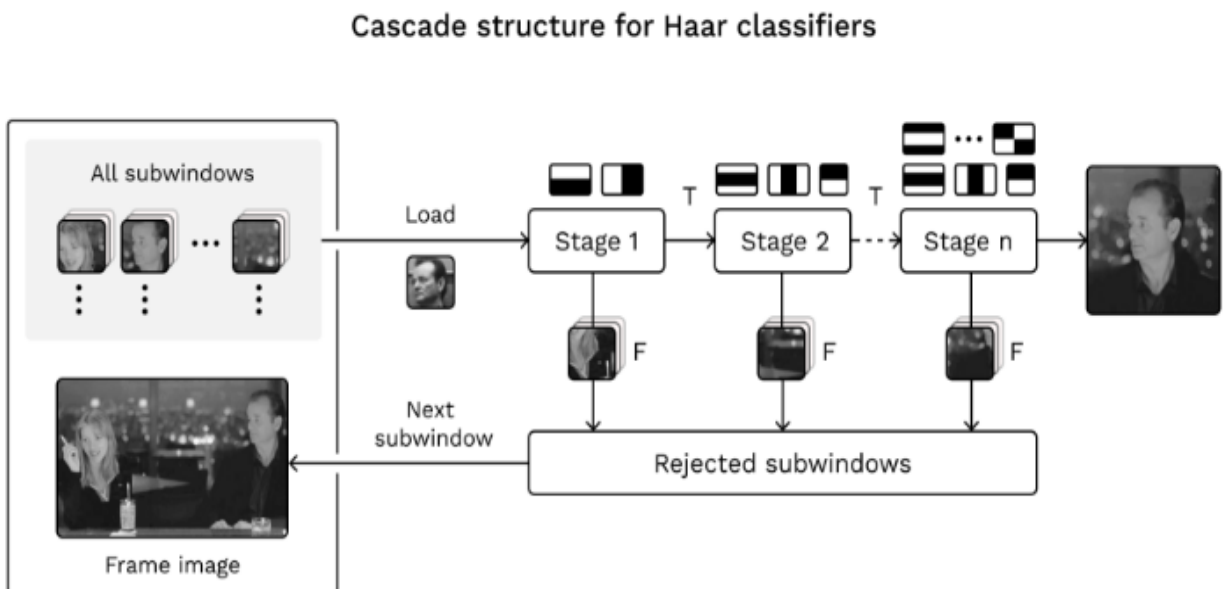 Cascade structure for Haar classifiers
All subwindows
Load
T
T
Stage 1
Stage 2
Stage n
F
F
F
Next
subwindow
Rejected subwindows
Frame image